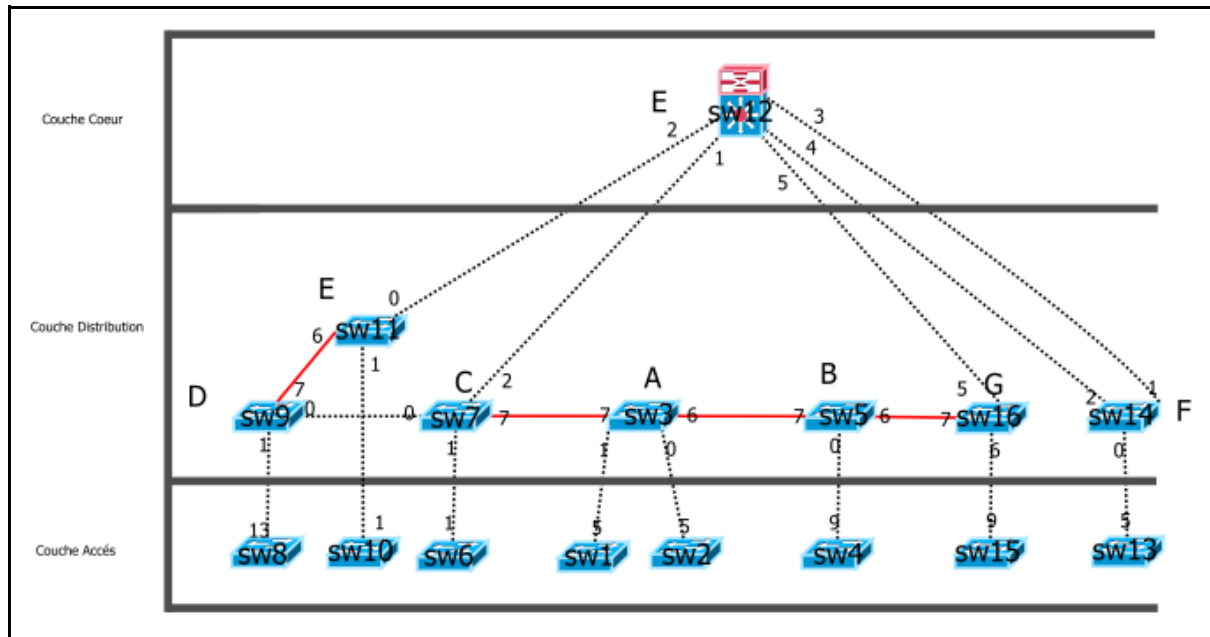 Couche Coeur
E
sw12
2
3
1
4
5
Couche Distribution
E
0
sw11
6
1
7
D
C
2
A
B
5
G
2
1
F
sw9
0
0
sw7
7
7
sw3
6
7
sw5
6
7
sw16
sw14
1
1
1
0
0
6
0
Couche Accés
13
1
1
5
5
9
9
5
sw8
sw10
sw6
sw1
sw2
sw4
sw15
sw13